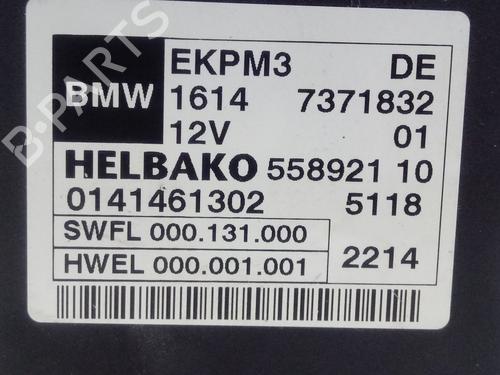 BMW EKPM3 DE
1614 7371832
12V 01
HELBAKO 558921 10
0141461302 5118
SWFL 000.131.000
HWEL 000.001.001 2214
B-PARTS